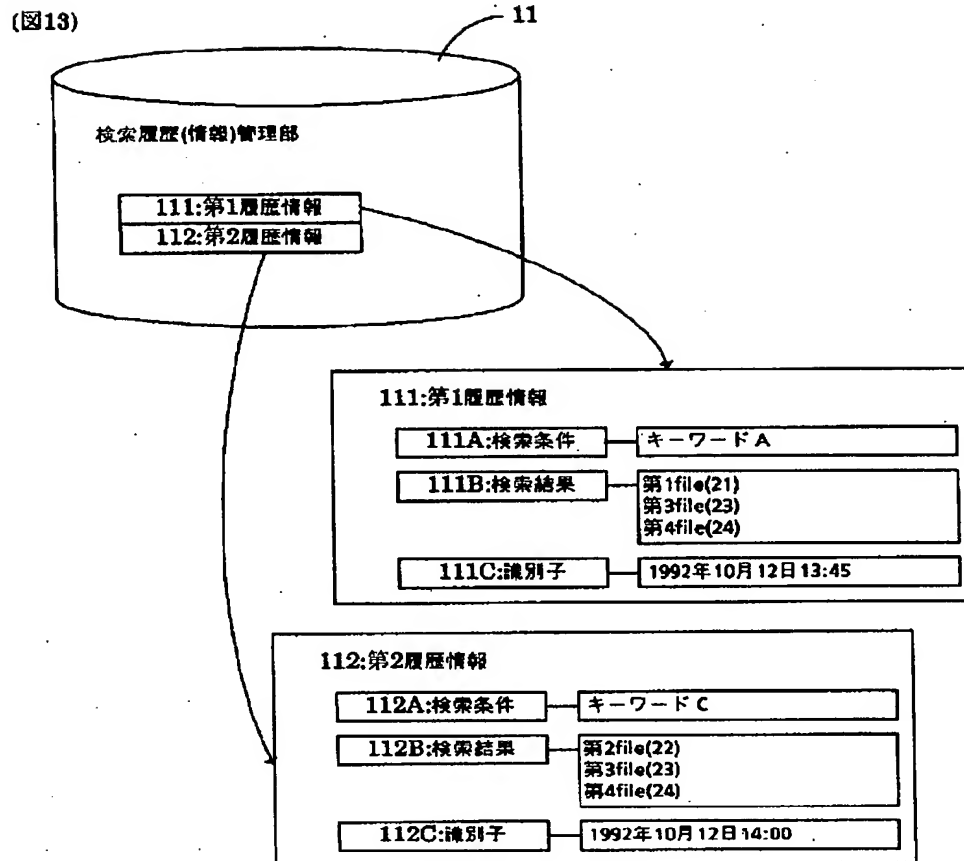 (図13)
11
検索履歴(情報)管理部
111:第1履歴情報
112:第2履歴情報
111:第1履歴情報
111A:検索条件
キーワードA
111B:検索結果
第1file(21)
第3file(23)
第4file(24)
111C:識別子
1992年10月12日13:45
112:第2履歴情報
112A:検索条件
キーワードC
112B:検索結果
第2file(22)
第3file(23)
第4file(24)
112C:識別子
1992年10月12日14:00